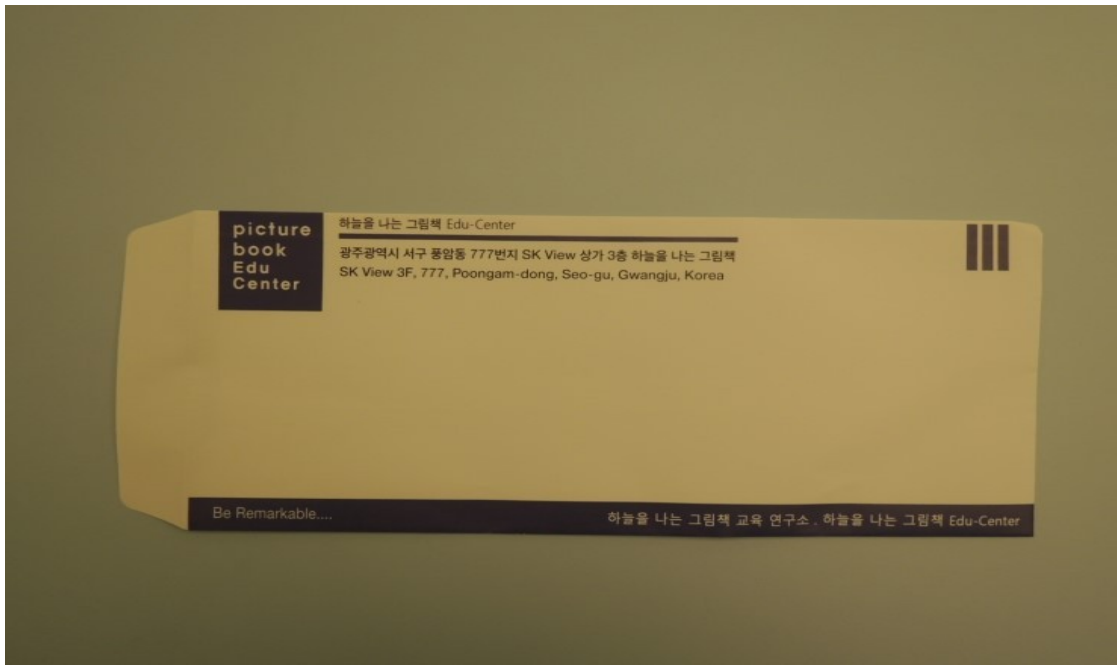 picture
book
Edu
Center
하늘을 나는 그림책 Edu-Center
광주광역시 서구 풍암동 777번지 SK View 상가 3층 하늘을 나는 그림책
SK View 3F, 777, Poongam-dong, Seo-gu, Gwangju, Korea
Be Remarkable....
하늘을 나는 그림책 교육 연구소 . 하늘을 나는 그림책 Edu-Center